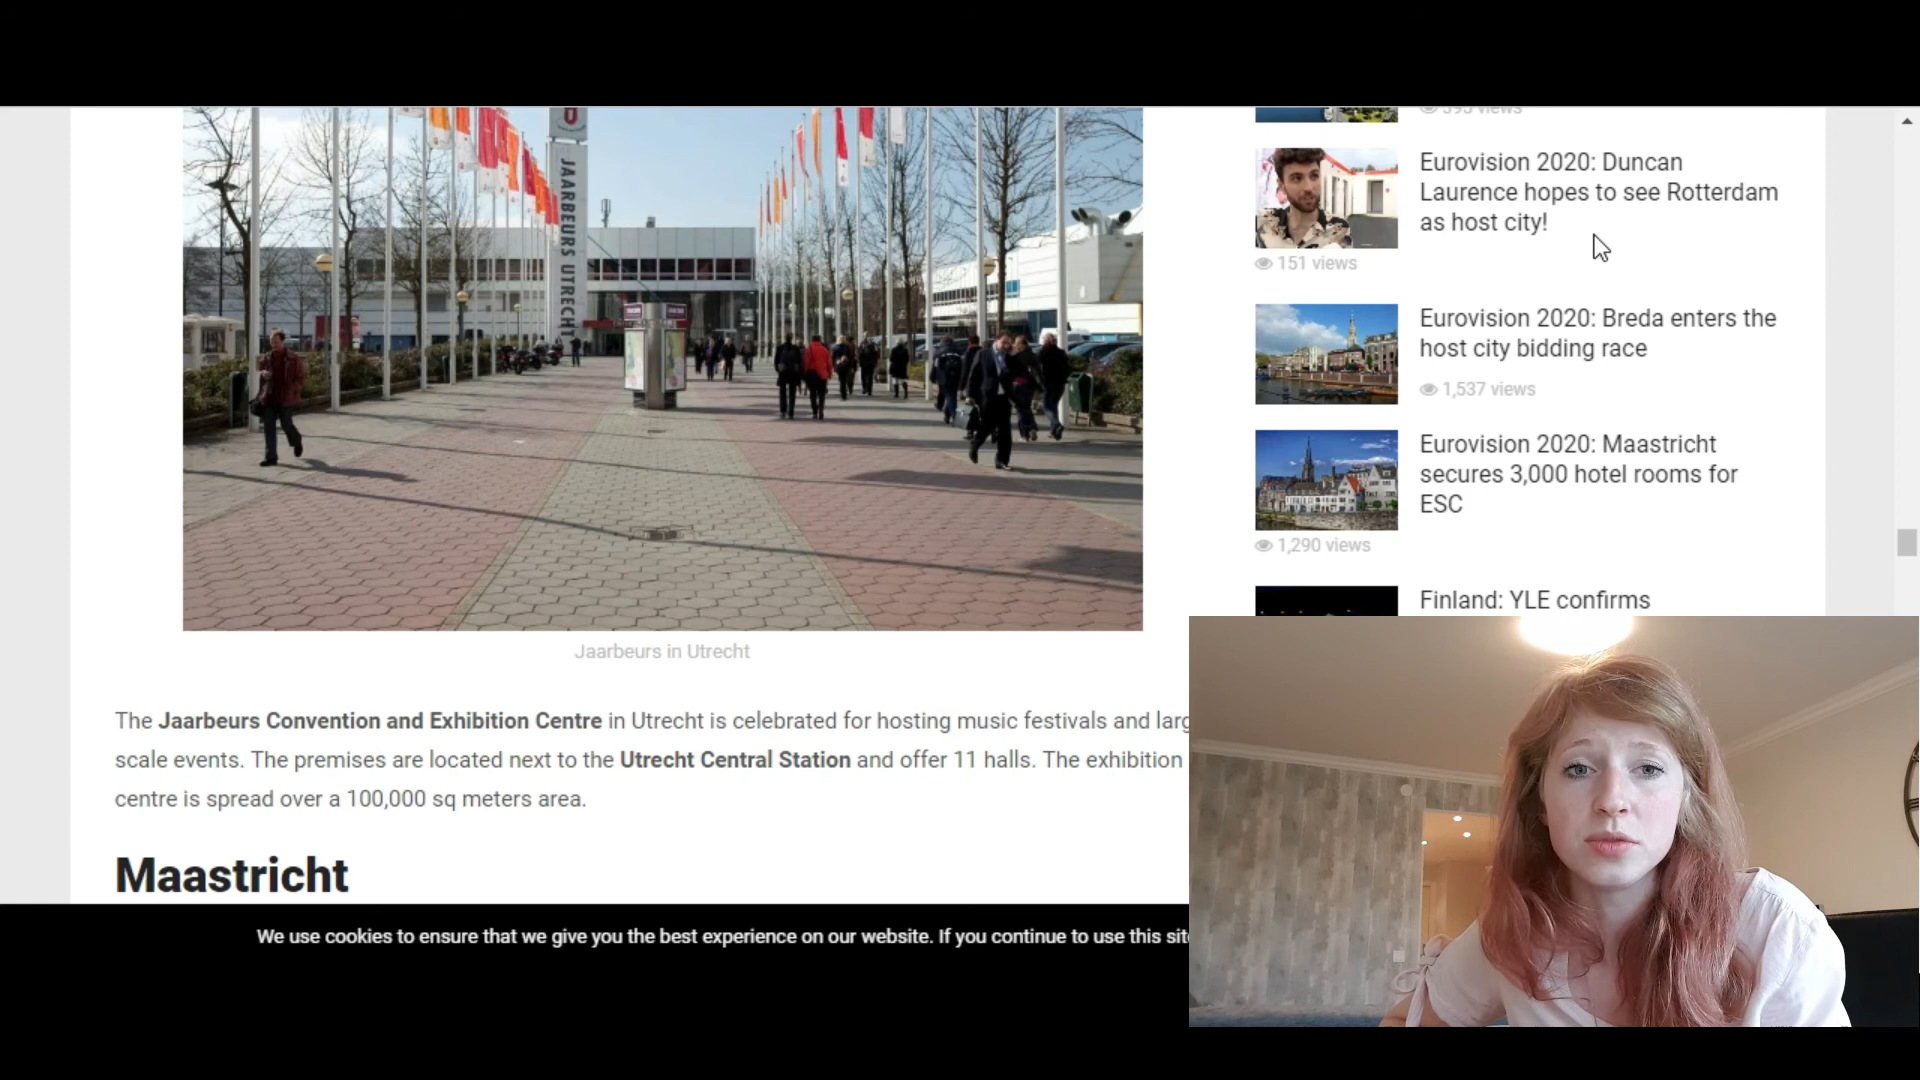 JAARBEURS UTRECHT
Jaarbeurs in Utrecht
The Jaarbeurs Convention and Exhibition Centre in Utrecht is celebrated for hosting music festivals and larg
scale events. The premises are located next to the Utrecht Central Station and offer 11 halls. The exhibition
centre is spread over a 100,000 sq meters area.
Maastricht
We use cookies to ensure that we give you the best experience on our website. If you continue to use this sit
views
Eurovision 2020: Duncan
Laurence hopes to see Rotterdam
as host city!
151 views
Eurovision 2020: Breda enters the
host city bidding race
1,537 views
Eurovision 2020: Maastricht
secures 3,000 hotel rooms for
ESC
1,290 views
Finland: YLE confirms